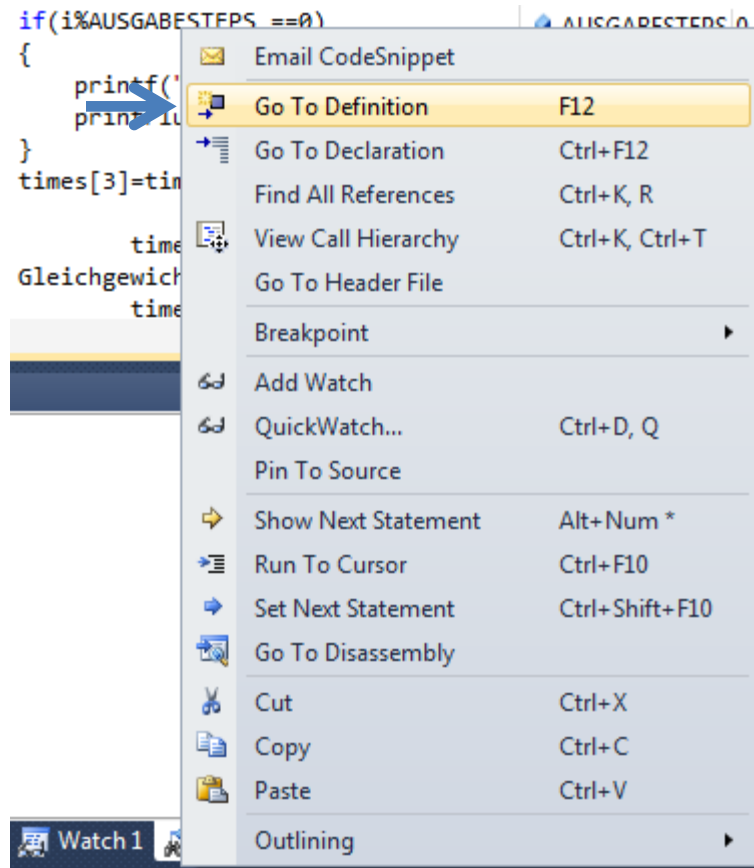 if(i%AUSGABESTEPS ==0) AUSGABESTEPS 0
{
Email CodeSnippet
printf("
Go To Definition F12
}
Go To Declaration Ctrl+F12
times[3]=tim
Find All References Ctrl+K, R
time
View Call Hierarchy Ctrl+K, Ctrl+T
Gleichgewich
Go To Header File
time
Breakpoint
Add Watch
QuickWatch... Ctrl+D, Q
Pin To Source
Show Next Statement Alt+Num *
Run To Cursor Ctrl+F10
Set Next Statement Ctrl+Shift+F10
Go To Disassembly
Cut Ctrl+X
Copy Ctrl+C
Paste Ctrl+V
Watch 1
Outlining